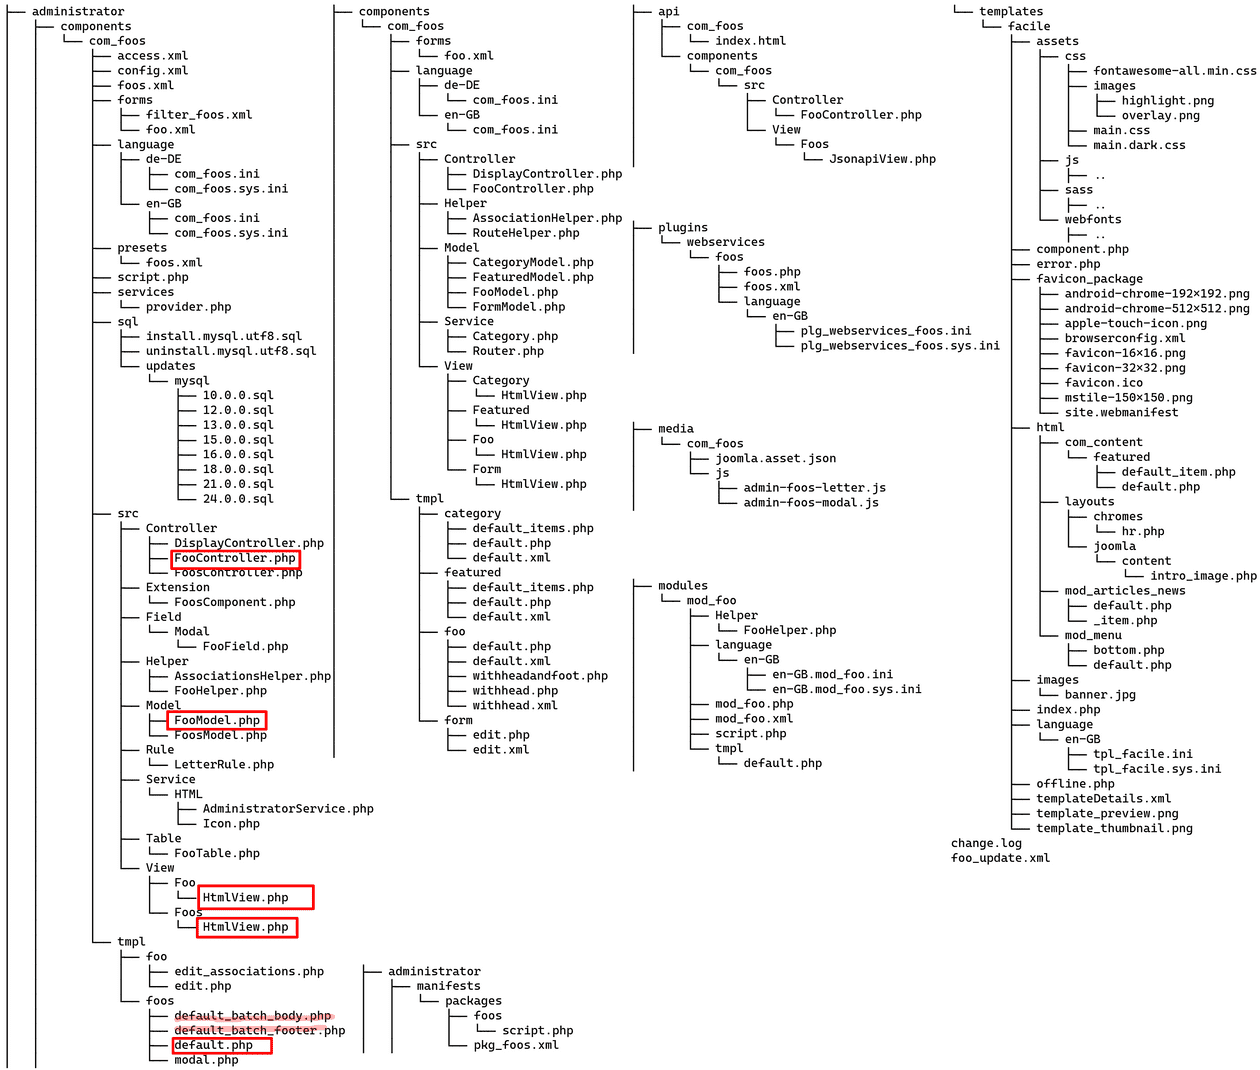 administrator
components
com_foos
access.xml
config.xml
foos.xml
forms
filter_foos.xml
foo.xml
language
de-DE
com_foos.ini
com_foos.sys.ini
en-GB
com_foos.ini
com_foos.sys.ini
presets
foos.xml
script.php
services
provider.php
sql
install.mysql.utf8.sql
uninstall.mysql.utf8.sql
updates
mysql
10.0.0.sql
12.0.0.sql
13.0.0.sql
15.0.0.sql
16.0.0.sql
18.0.0.sql
21.0.0.sql
24.0.0.sql
src
Controller
DisplayController.php
FooController.php
FoosController.php
Extension
FoosComponent.php
Field
Modal
FooField.php
Helper
AssociationsHelper.php
FooHelper.php
Model
FooModel.php
FoosModel.php
Rule
LetterRule.php
Service
HTML
AdministratorService.php
Icon.php
Table
FooTable.php
View
Foo
HtmlView.php
Foos
HtmlView.php
tmpl
foo
edit_associations.php
edit.php
foos
default_batch_body.php
default_batch_footer.php
default.php
modal.php
components
com_foos
forms
foo.xml
language
de-DE
com_foos.ini
en-GB
com_foos.ini
src
Controller
DisplayController.php
FooController.php
Helper
AssociationHelper.php
RouteHelper.php
Model
CategoryModel.php
FeaturedModel.php
FooModel.php
FormModel.php
Service
Category.php
Router.php
View
Category
HtmlView.php
Featured
HtmlView.php
Foo
HtmlView.php
Form
HtmlView.php
tmpl
category
default_items.php
default.php
default.xml
featured
default_items.php
default.php
default.xml
foo
default.php
default.xml
withheadandfoot.php
withhead.php
withhead.xml
form
edit.php
edit.xml
administrator
manifests
packages
foos
script.php
pkg_foos.xml
api
com_foos
index.html
components
com_foos
src
Controller
FooController.php
View
Foos
JsonapiView.php
plugins
webservices
foos
foos.php
foos.xml
language
en-GB
plg_webservices_foos.ini
plg_webservices_foos.sys.ini
media
com_foos
joomla.asset.json
js
admin-foos-letter.js
admin-foos-modal.js
modules
mod_foo
Helper
FooHelper.php
language
en-GB
en-GB.mod_foo.ini
en-GB.mod_foo.sys.ini
mod_foo.php
mod_foo.xml
script.php
tmpl
default.php
templates
facile
assets
css
fontawesome-all.min.css
images
highlight.png
overlay.png
main.css
main.dark.css
js
..
sass
..
webfonts
..
component.php
error.php
favicon_package
android-chrome-192×192.png
android-chrome-512×512.png
apple-touch-icon.png
browserconfig.xml
favicon-16×16.png
favicon-32×32.png
favicon.ico
mstile-150×150.png
site.webmanifest
html
com_content
featured
default_item.php
default.php
layouts
chromes
hr.php
joomla
content
intro_image.php
mod_articles_news
default.php
_item.php
mod_menu
bottom.php
default.php
images
banner.jpg
index.php
language
en-GB
tpl_facile.ini
tpl_facile.sys.ini
offline.php
templateDetails.xml
template_preview.png
template_thumbnail.png
change.log
foo_update.xml